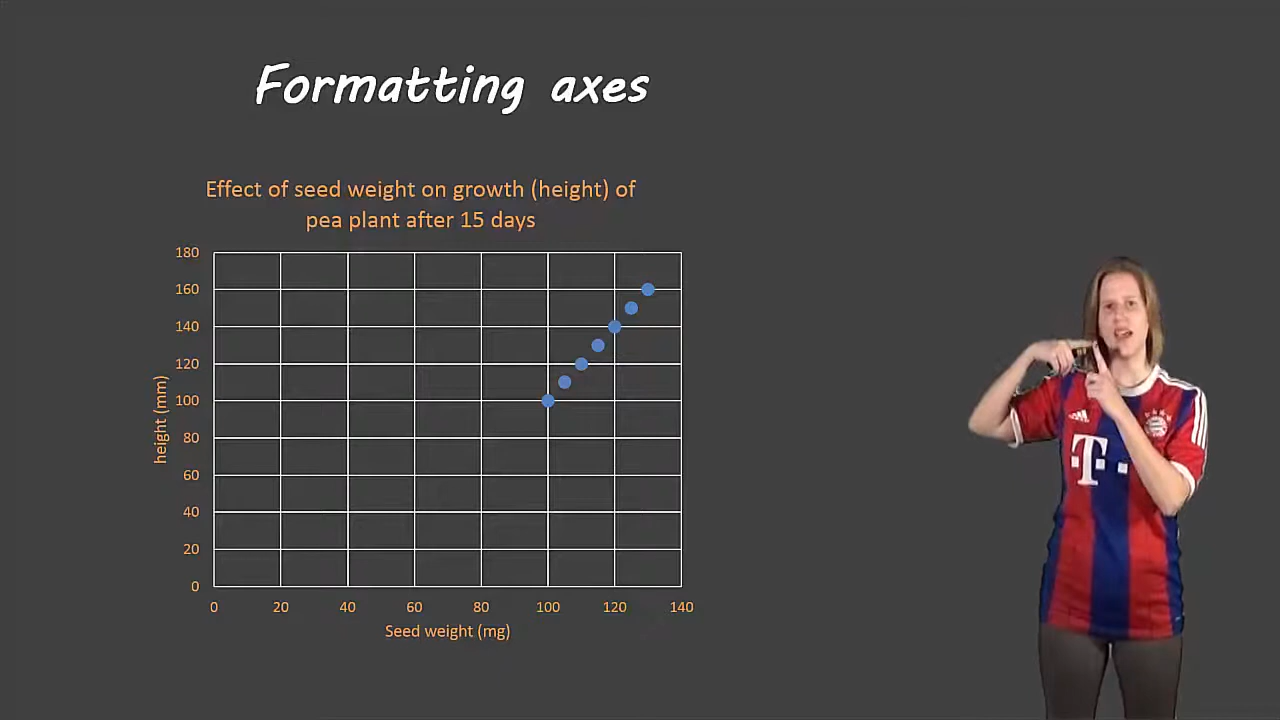 Formatting axes
Effect of seed weight on growth (height) of
pea plant after 15 days
180
160
140
120
100
80
60
40
20
0
height (mm)
0 20 40 60 80 100 120 140
Seed weight (mg)
T